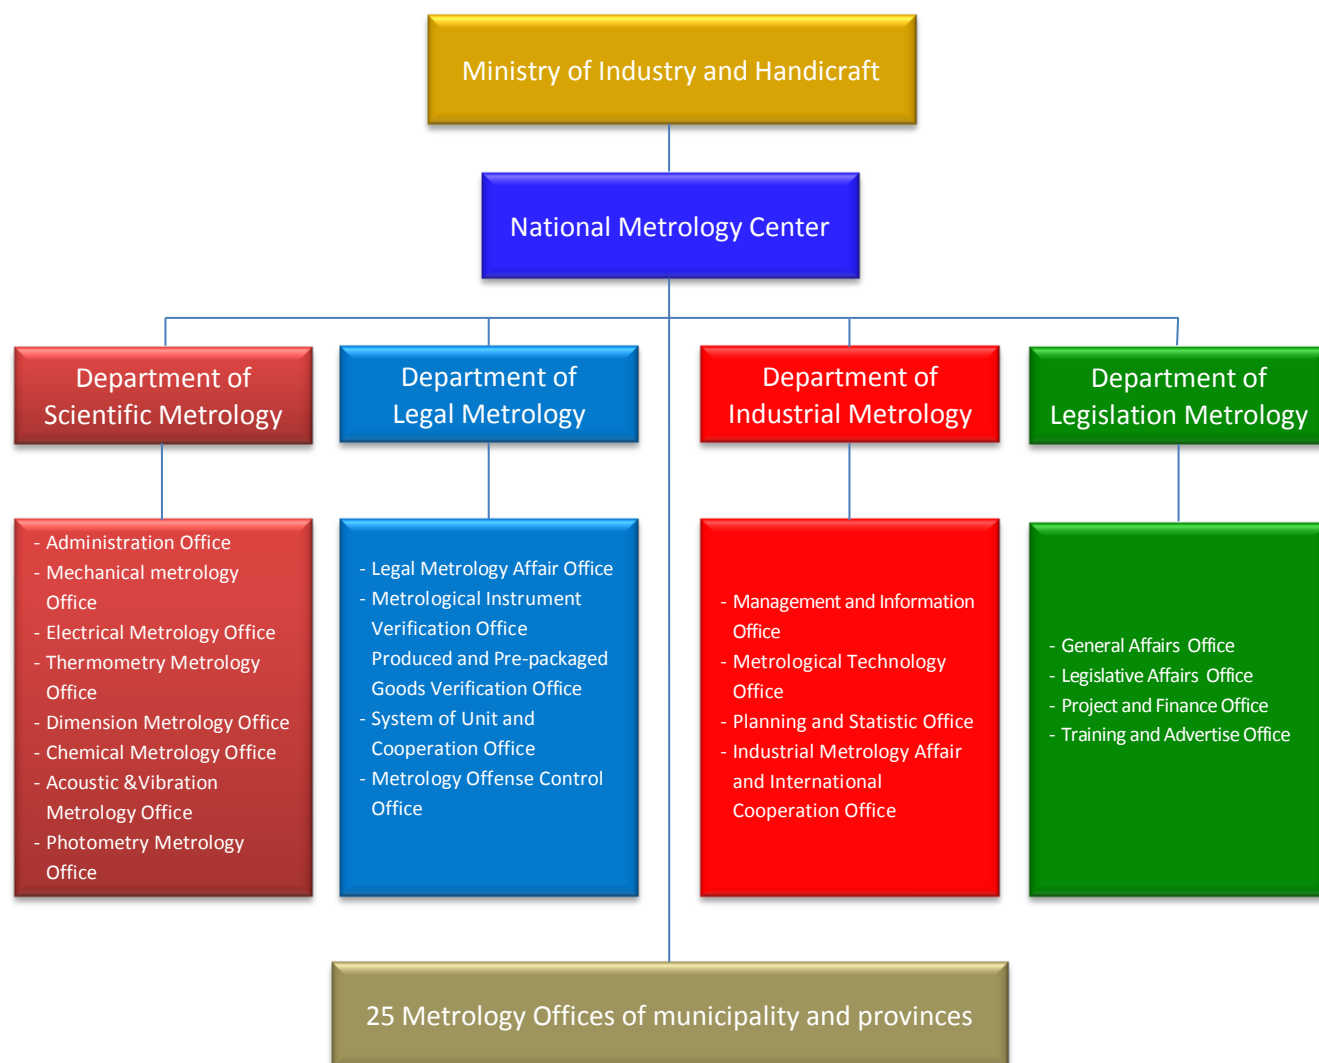 Ministry of Industry and Handicraft
National Metrology Center
Department of
Scientific Metrology
Department of
Legal Metrology
Department of
Industrial Metrology
Department of
Legislation Metrology
- Administration Office
- Mechanical metrology
Office
- Electrical Metrology Office
- Thermometry Metrology
Office
- Dimension Metrology Office
- Chemical Metrology Office
- Acoustic &Vibration
Metrology Office
- Photometry Metrology
Office
- Legal Metrology Affair Office
- Metrological Instrument
Verification Office
Produced and Pre-packaged
Goods Verification Office
- System of Unit and
Cooperation Office
- Metrology Offense Control
Office
- Management and Information
Office
- Metrological Technology
Office
- Planning and Statistic Office
- Industrial Metrology Affair
and International
Cooperation Office
- General Affairs Office
- Legislative Affairs Office
- Project and Finance Office
- Training and Advertise Office
25 Metrology Offices of municipality and provinces